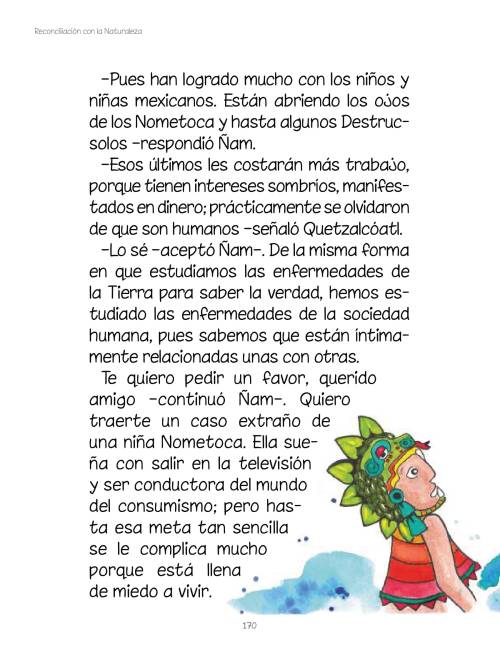 Reconciliación con la Naturaleza
–Pues han logrado mucho con los niños y
niñas mexicanos. Están abriendo los ojos
de los Nometoca y hasta algunos Destruc-
solos –respondió Ñam.
–Esos últimos les costarán más trabajo,
porque tienen intereses sombríos, manifes-
tados en dinero; prácticamente se olvidaron
de que son humanos –señaló Quetzalcóatl.
–Lo sé –aceptó Ñam–. De la misma forma
en que estudiamos las enfermedades de
la Tierra para saber la verdad, hemos es-
tudiado las enfermedades de la sociedad
humana, pues sabemos que están íntima-
mente relacionadas unas con otras.
Te quiero pedir un favor, querido
amigo –continuó Ñam–. Quiero
traerte un caso extraño de
una niña Nometoca. Ella sue-
ña con salir en la televisión
y ser conductora del mundo
del consumismo; pero has-
ta esa meta tan sencilla
se le complica mucho
porque está llena
de miedo a vivir.
170